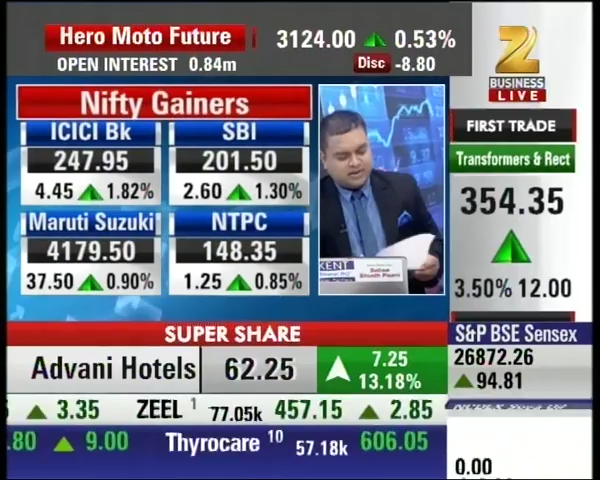 Hero Moto Future 3124.00 0.53%
OPEN INTEREST 0.84m Disc -8.80
Z
BUSINESS
LIVE
Nifty Gainers
ICICI Bk
247.95
4.45 1.82%
SBI
201.50
2.60 1.30%
Maruti Suzuki
4179.50
37.50 0.90%
NTPC
148.35
1.25 0.85%
KENT
FIRST TRADE
Transformers & Rect
354.35
3.50% 12.00
SUPER SHARE
Advani Hotels 62.25 7.25
13.18%
S&P BSE Sensex
26872.26
94.81
3.35 ZEEL 1 77.05k 457.15 2.85
.80 9.00 Thyrocare 10 57.18k 606.05
0.00